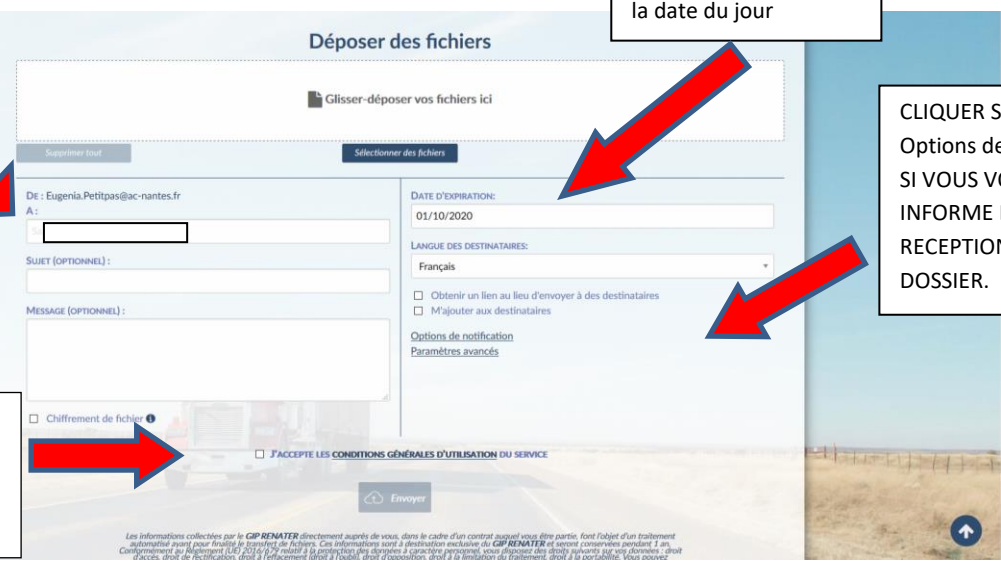 la date du jour
Déposer des fichiers
Glisser-déposer vos fichiers ici
Supprimer tout
Sélectionner des fichiers
CLIQUER S
Options de
SI VOUS VO
INFORME
RECEPTION
DOSSIER.
DE : Eugenia.Petitpas@ac-nantes.fr
A :
SUJET (OPTIONNEL) :
MESSAGE (OPTIONNEL) :
Chiffrement de fichier
DATE D'EXPIRATION:
01/10/2020
LANGUE DES DESTINATAIRES:
Français
Obtenir un lien au lieu d'envoyer à des destinataires
M'ajouter aux destinataires
Options de notification
Paramètres avancés
J'ACCEPTE LES CONDITIONS GÉNÉRALES D'UTILISATION DU SERVICE
Envoyer
Les informations collectées par le GIP RENATER directement auprès de vous, dans le cadre d'un contrat auquel vous être partie, font l'objet d'un traitement
automatisé ayant pour finalité le transfert de fichiers. Ces informations sont à destination exclusive du GIP RENATER et seront conservées pendant 1 an.
Conformément au Règlement (UE) 2016/679 relatif à la protection des données à caractère personnel, vous disposez des droits suivants sur vos données : droit
d'accès, droit de rectification, droit à l'effacement (droit à l'oubli), droit d'opposition, droit à la limitation du traitement, droit à la portabilité. Vous pouvez